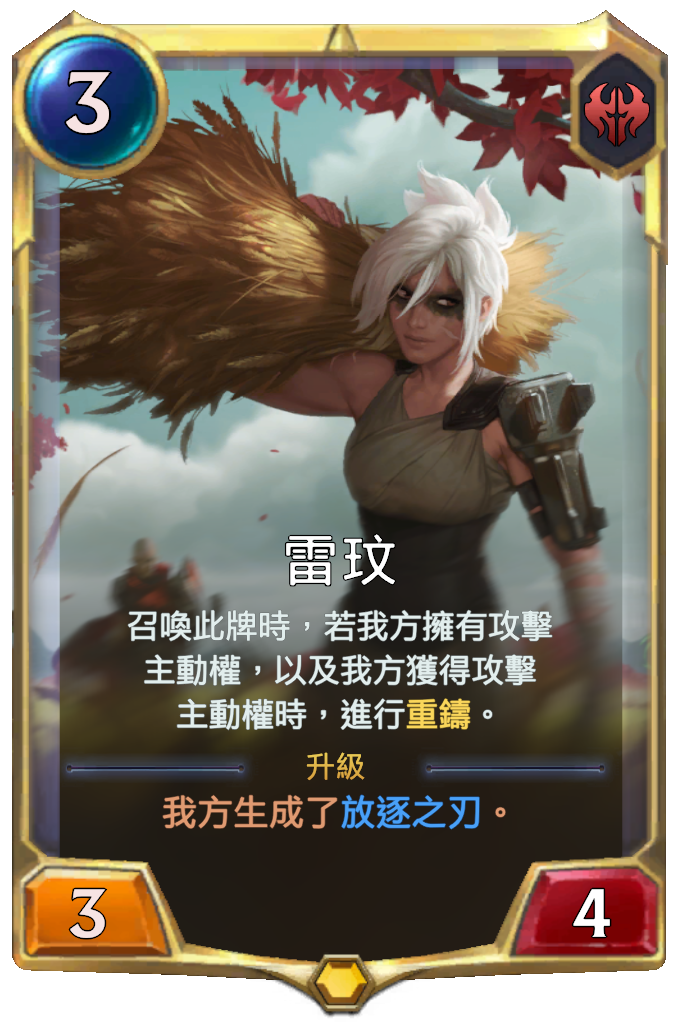 3
雷玟
召喚此牌時，若我方擁有攻擊
主動權，以及我方獲得攻擊
主動權時，進行重鑄。
升級
我方生成了放逐之刃。
3
4